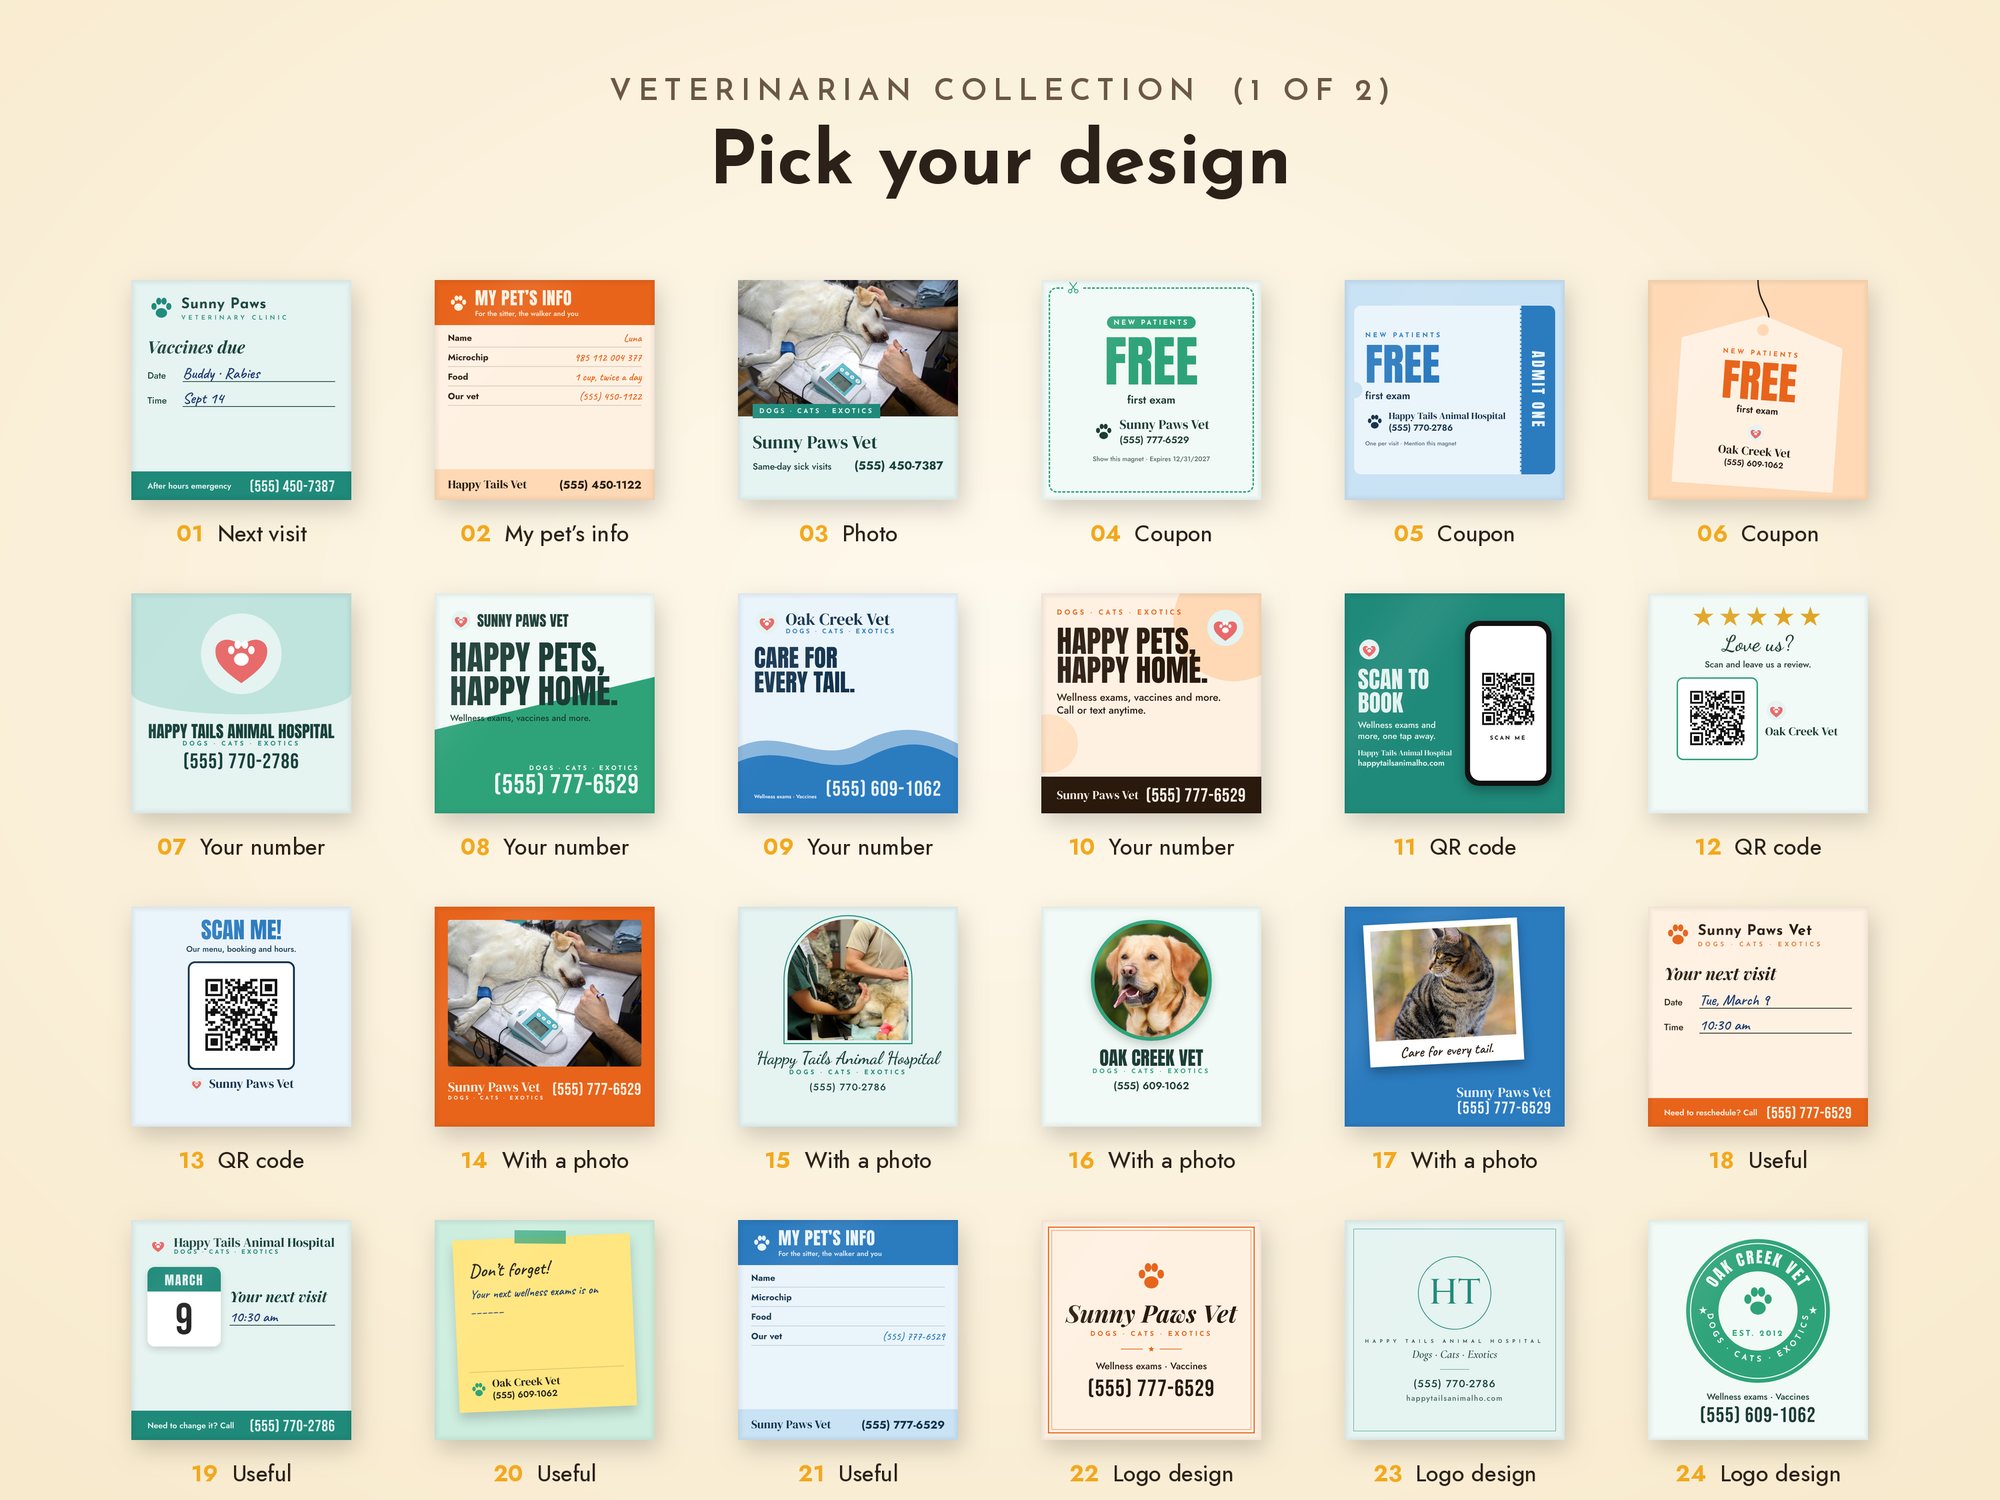 VETERINARIAN COLLECTION (1 OF 2)
Pick your design
Sunny Paws
VETERINARY CLINIC
Vaccines due
Date Buddy · Rabies
Time Sept 14
After hours emergency (555) 450-7387
01 Next visit
MY PET'S INFO
For the sitter, the walker and you
Name Luna
Microchip 985 112 004 377
Food 1 cup, twice a day
Our vet (555) 450-1122
Happy Tails Vet (555) 450-1122
02 My pet's info
DOGS · CATS · EXOTICS
Sunny Paws Vet
Same-day sick visits (555) 450-7387
03 Photo
NEW PATIENTS
FREE
first exam
Sunny Paws Vet
(555) 777-6529
Show this magnet · Expires 12/31/2027
04 Coupon
NEW PATIENTS
FREE
first exam
Happy Tails Animal Hospital
(555) 770-2786
One per visit · Mention this magnet
ADMIT ONE
05 Coupon
NEW PATIENTS
FREE
first exam
Oak Creek Vet
(555) 609-1062
06 Coupon
HAPPY TAILS ANIMAL HOSPITAL
DOGS · CATS · EXOTICS
(555) 770-2786
07 Your number
SUNNY PAWS VET
HAPPY PETS,
HAPPY HOME.
Wellness exams, vaccines and more.
DOGS · CATS · EXOTICS
(555) 777-6529
08 Your number
Oak Creek Vet
DOGS · CATS · EXOTICS
CARE FOR
EVERY TAIL.
Wellness exams · Vaccines (555) 609-1062
09 Your number
DOGS · CATS · EXOTICS
HAPPY PETS,
HAPPY HOME.
Wellness exams, vaccines and more.
Call or text anytime.
Sunny Paws Vet (555) 777-6529
10 Your number
SCAN TO
BOOK
Wellness exams and
more, one tap away.
Happy Tails Animal Hospital
happytailsanimalho.com
SCAN ME
11 QR code
Love us?
Scan and leave us a review.
Oak Creek Vet
12 QR code
SCAN ME!
Our menu, booking and hours.
Sunny Paws Vet
13 QR code
Sunny Paws Vet (555) 777-6529
DOGS · CATS · EXOTICS
14 With a photo
Happy Tails Animal Hospital
DOGS · CATS · EXOTICS
(555) 770-2786
15 With a photo
OAK CREEK VET
DOGS · CATS · EXOTICS
(555) 609-1062
16 With a photo
Care for every tail.
Sunny Paws Vet
(555) 777-6529
17 With a photo
Sunny Paws Vet
DOGS · CATS · EXOTICS
Your next visit
Date Tue, March 9
Time 10:30 am
Need to reschedule? Call (555) 777-6529
18 Useful
Happy Tails Animal Hospital
DOGS · CATS · EXOTICS
MARCH
9
Your next visit
10:30 am
Need to change it? Call (555) 770-2786
19 Useful
Don't forget!
Your next wellness exams is on
______
Oak Creek Vet
(555) 609-1062
20 Useful
MY PET'S INFO
For the sitter, the walker and you
Name
Microchip
Food
Our vet (555) 777-6529
Sunny Paws Vet (555) 777-6529
21 Useful
Sunny Paws Vet
DOGS · CATS · EXOTICS
Wellness exams · Vaccines
(555) 777-6529
22 Logo design
HT
HAPPY TAILS ANIMAL HOSPITAL
Dogs · Cats · Exotics
(555) 770-2786
happytailsanimalho.com
23 Logo design
OAK CREEK VET
EST. 2012
DOGS · CATS · EXOTICS
Wellness exams · Vaccines
(555) 609-1062
24 Logo design